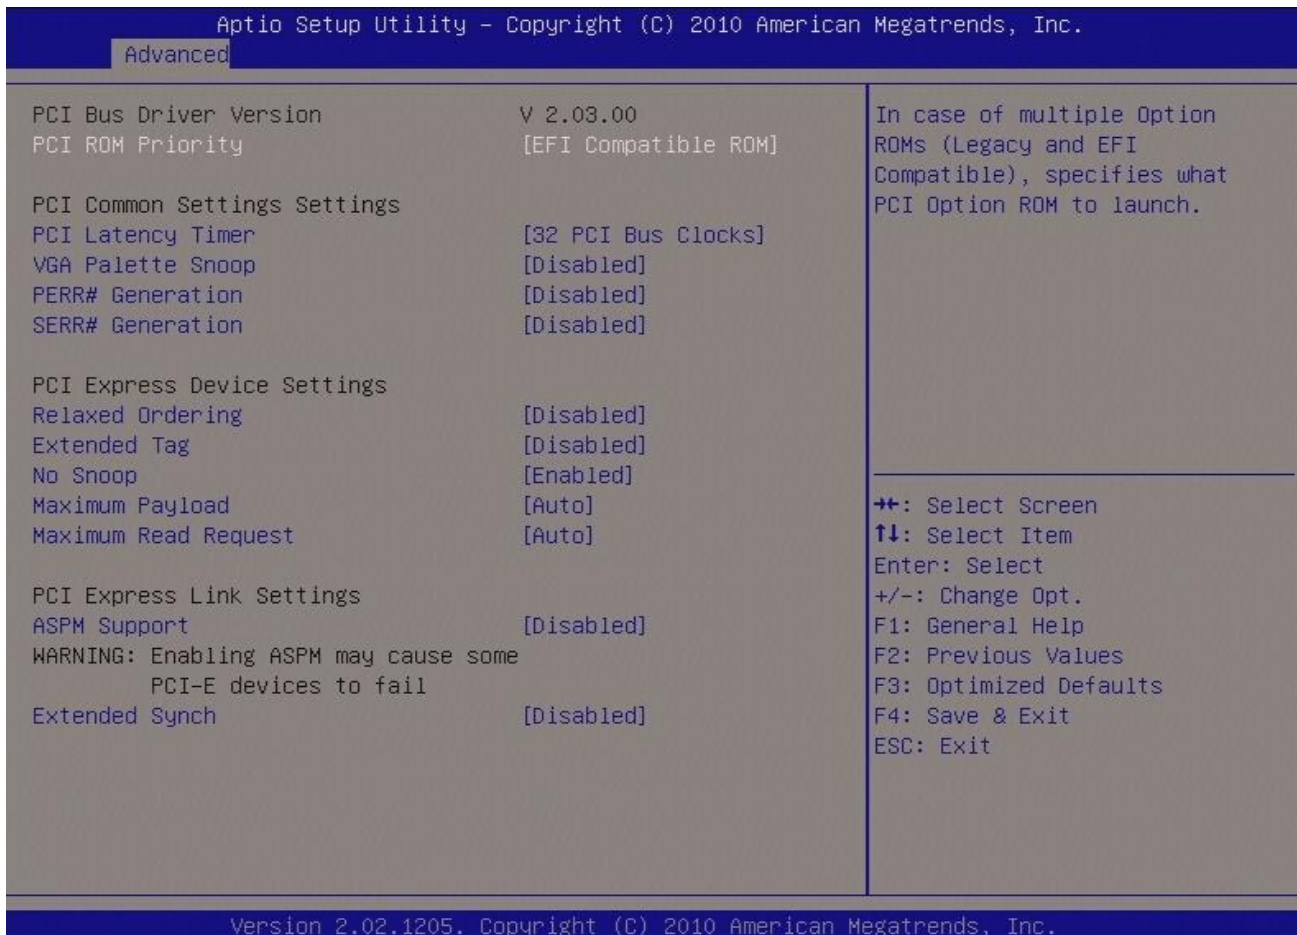 Aptio Setup Utility – Copyright (C) 2010 American Megatrends, Inc.
Advanced
PCI Bus Driver Version V 2.03.00
PCI ROM Priority [EFI Compatible ROM]
PCI Common Settings Settings
PCI Latency Timer [32 PCI Bus Clocks]
VGA Palette Snoop [Disabled]
PERR# Generation [Disabled]
SERR# Generation [Disabled]
PCI Express Device Settings
Relaxed Ordering [Disabled]
Extended Tag [Disabled]
No Snoop [Enabled]
Maximum Payload [Auto]
Maximum Read Request [Auto]
PCI Express Link Settings
ASPM Support [Disabled]
WARNING: Enabling ASPM may cause some
PCI-E devices to fail
Extended Synch [Disabled]
In case of multiple Option
ROMs (Legacy and EFI
Compatible), specifies what
PCI Option ROM to launch.
→←: Select Screen
↑↓: Select Item
Enter: Select
+/-: Change Opt.
F1: General Help
F2: Previous Values
F3: Optimized Defaults
F4: Save & Exit
ESC: Exit
Version 2.02.1205. Copyright (C) 2010 American Megatrends, Inc.